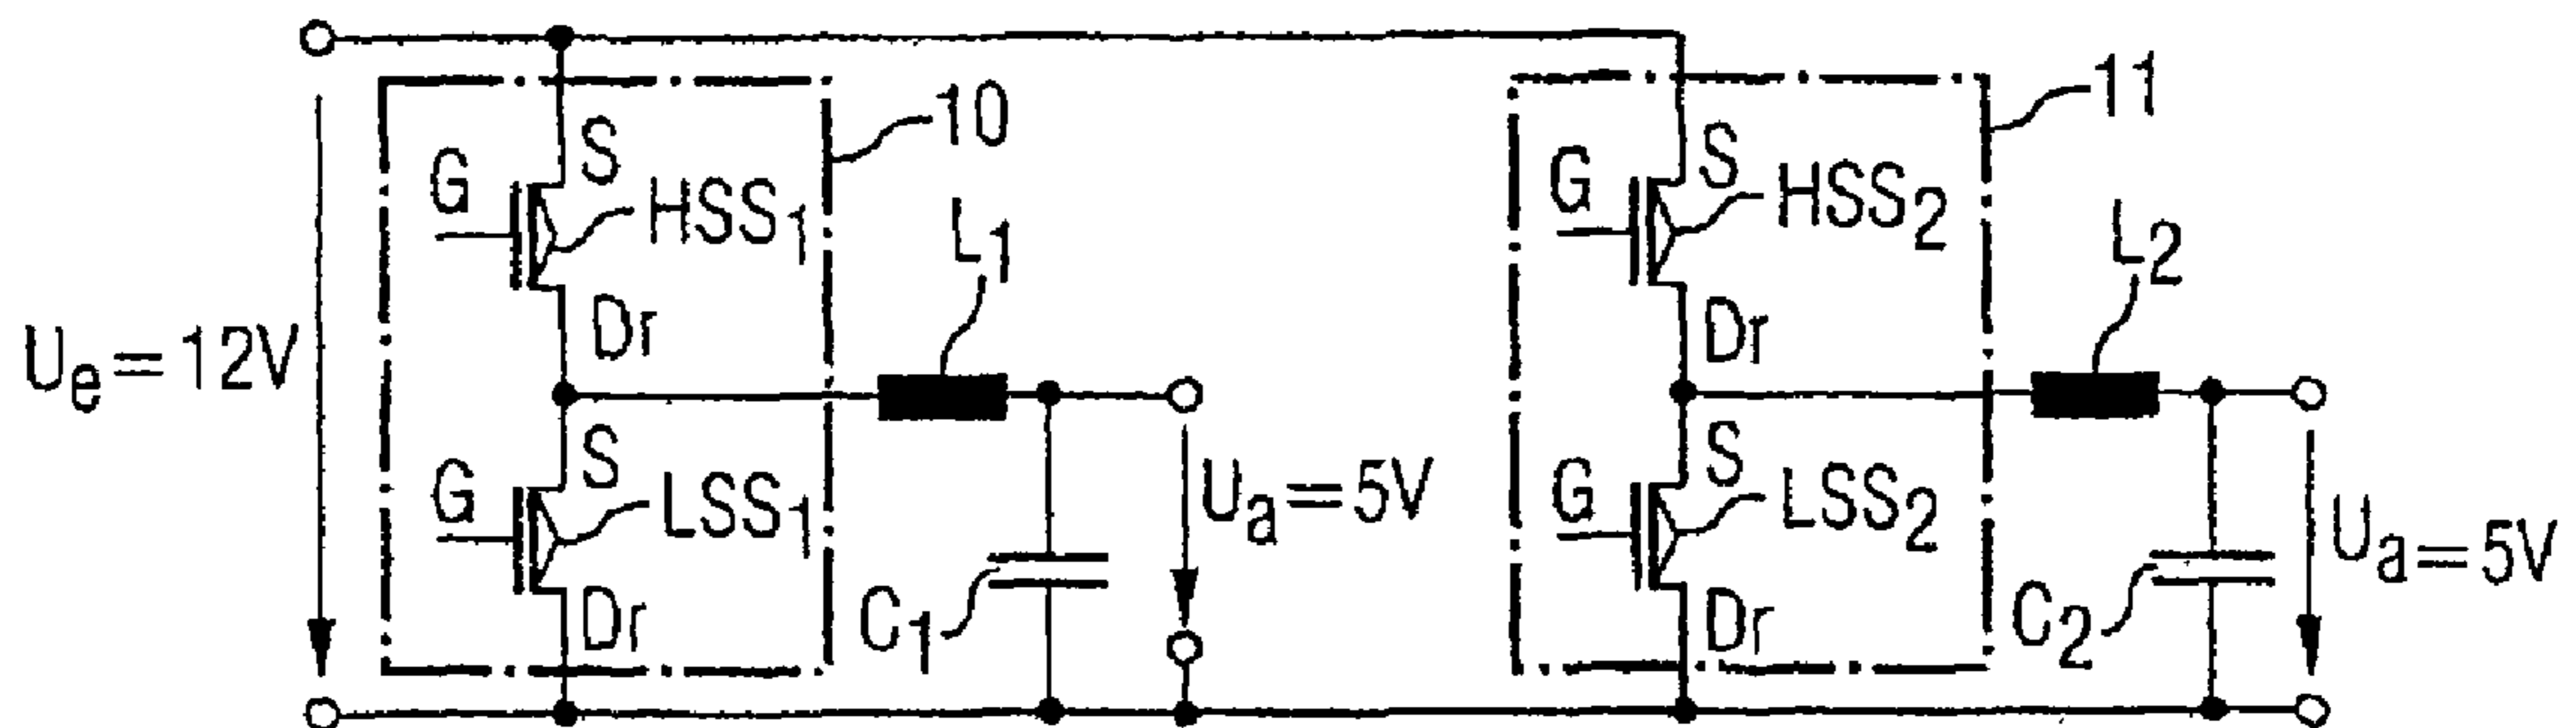 10
11
S
G
HSS₁
L₁
Dr
S
G
HSS₂
L₂
Dr
Uₑ=12V
S
G
LSS₁
Dr
C₁
Uₐ=5V
S
G
LSS₂
Dr
C₂
Uₐ=5V